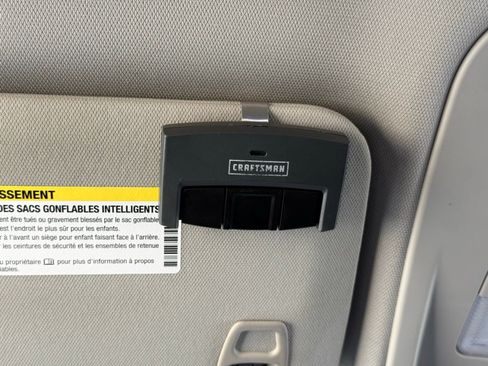 CRAFTSMAN
DES SACS GONFLABLES INTELLIGENTS
ent être tués ou gravement blessés par le sac gonflable
est l'endroit le plus sûr pour les enfants.
r à l'avant un siège pour enfant faisant face à l'arrière.
r les ceintures de sécurité et les ensembles de retenue
u propriétaire pour plus d'information à propos